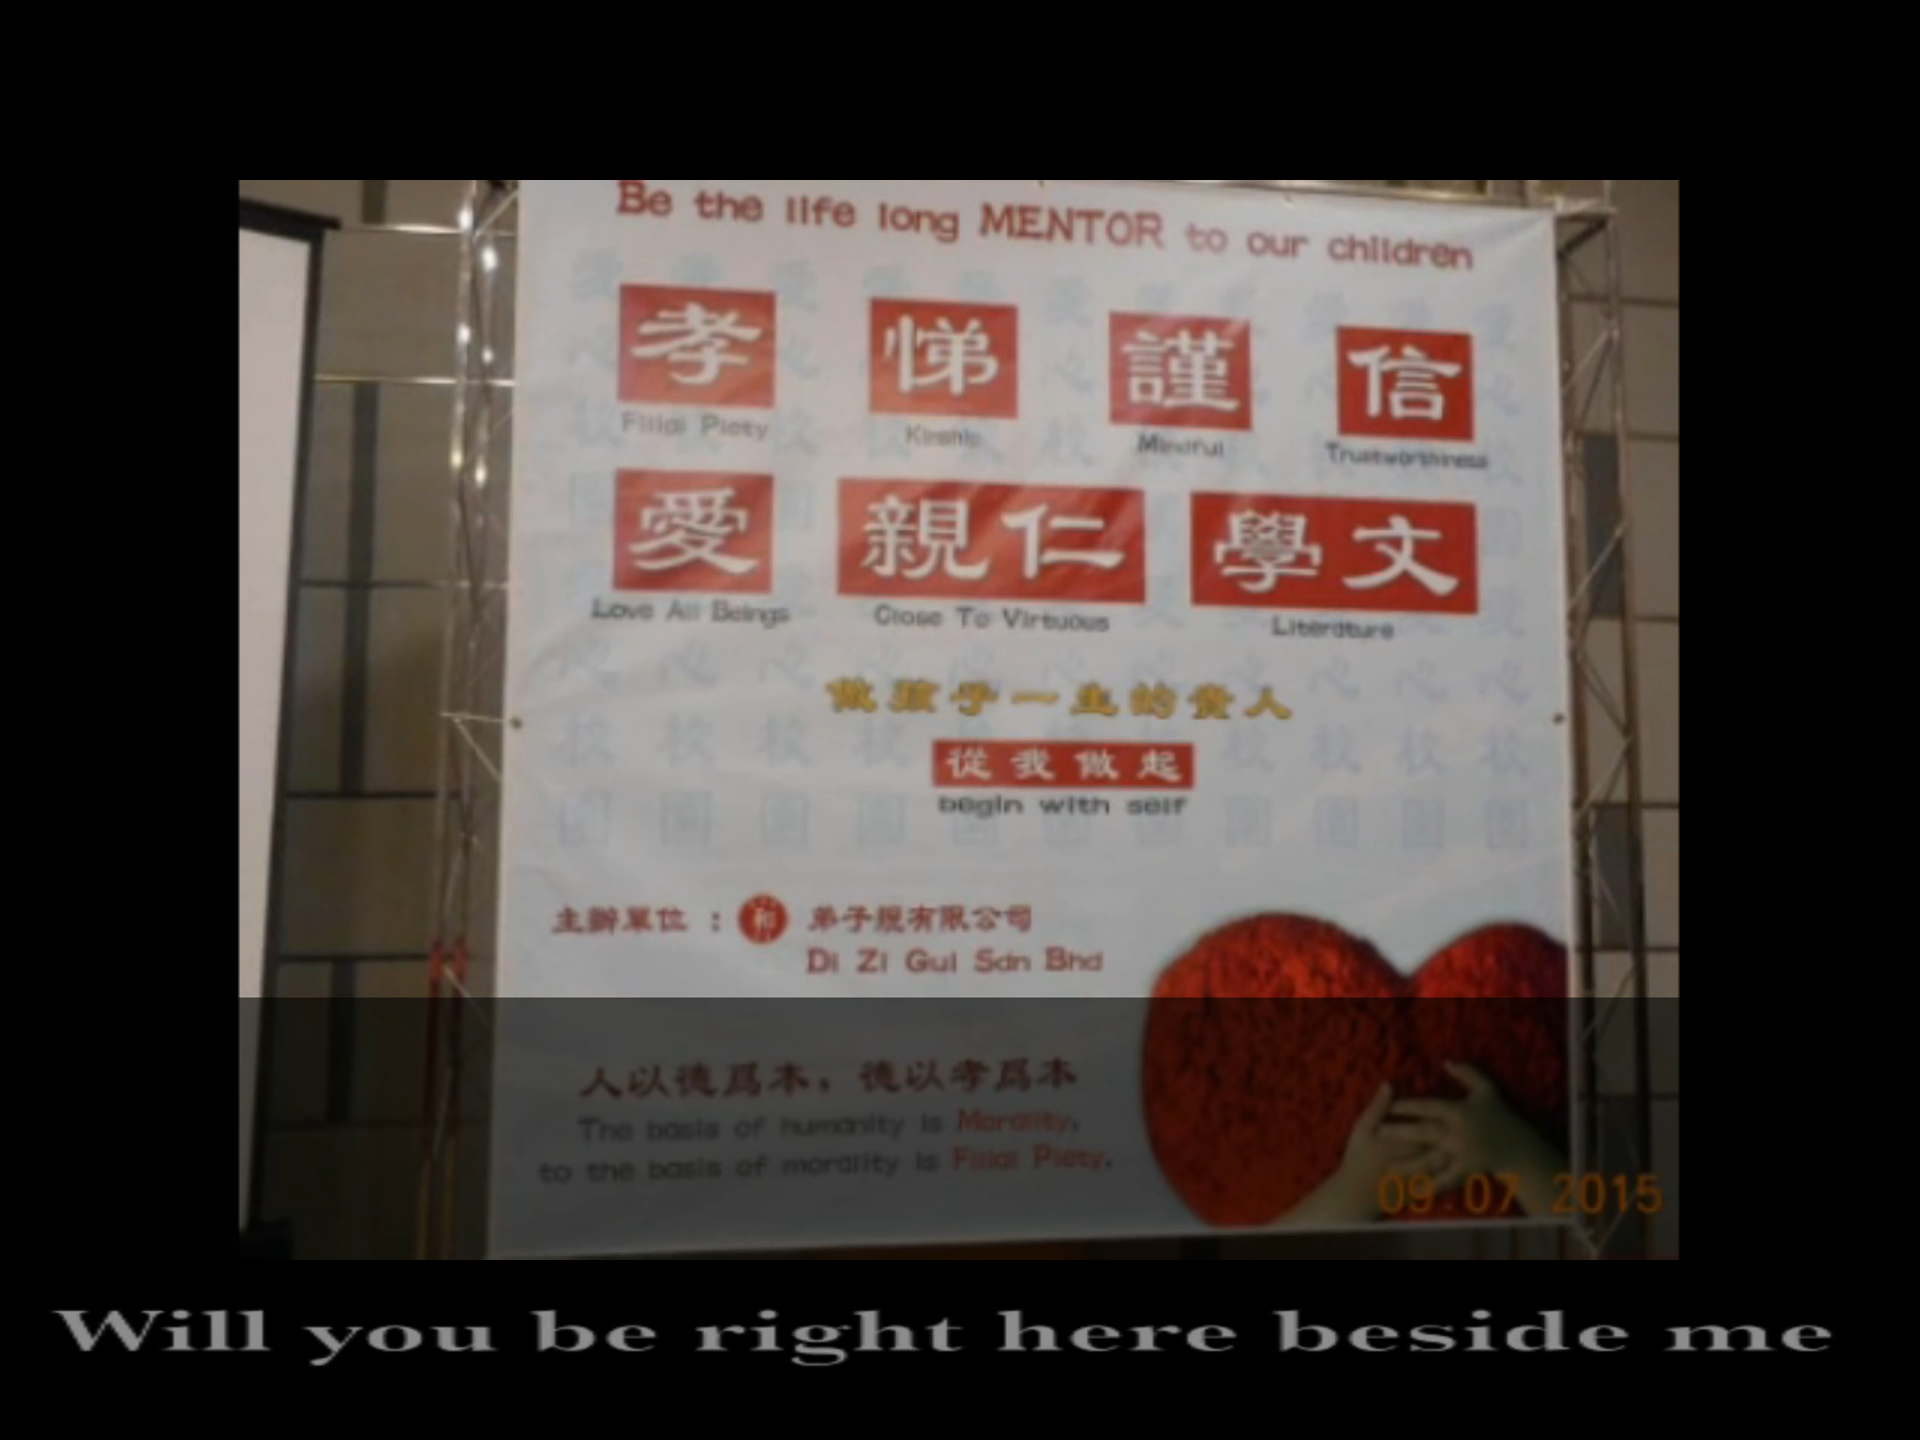 Be the life long MENTOR to our children
孝 悌 謹 信
Filial Piety Kinship Mindful Trustworthiness
愛 親仁 學文
Love All Beings Close To Virtuous Literature
做孩子一生的貴人
從我做起
begin with self
主辦單位 : 和 弟子規有限公司
Di Zi Gui Sdn Bhd
人以德爲本，德以孝爲本
The basis of humanity is Morality,
to the basis of morality is Filial Piety.
09.07.2015
Will you be right here beside me